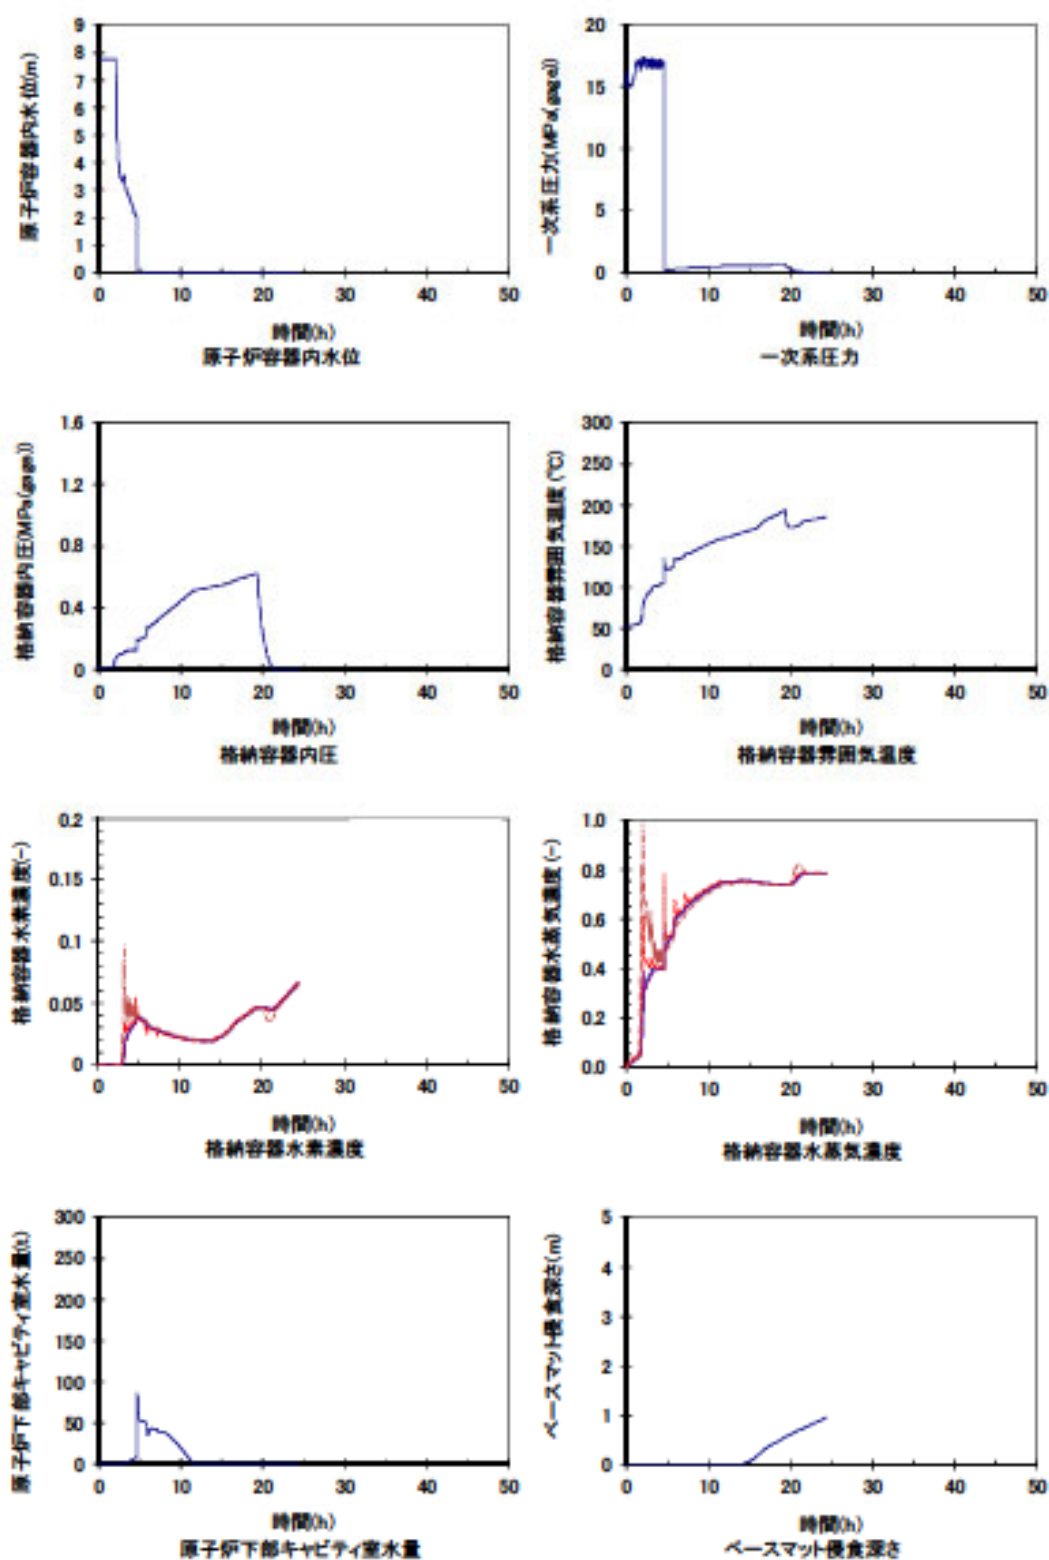 原子炉容器内水位(m)
9
8
7
6
5
4
3
2
1
0
0 10 20 30 40 50
時間(h)
原子炉容器内水位
一次系圧力(MPa(gage))
20
15
10
5
0
0 10 20 30 40 50
時間(h)
一次系圧力
格納容器内圧(MPa(gage))
1.6
1.2
0.8
0.4
0
0 10 20 30 40 50
時間(h)
格納容器内圧
格納容器雰囲気温度(℃)
300
250
200
150
100
50
0
0 10 20 30 40 50
時間(h)
格納容器雰囲気温度
格納容器水素濃度(-)
0.2
0.15
0.1
0.05
0
0 10 20 30 40 50
時間(h)
格納容器水素濃度
格納容器水蒸気濃度(-)
1.0
0.8
0.6
0.4
0.2
0.0
0 10 20 30 40 50
時間(h)
格納容器水蒸気濃度
原子炉下部キャビティ室水量(t)
300
250
200
150
100
50
0
0 10 20 30 40 50
時間(h)
原子炉下部キャビティ室水量
ベースマット侵食深さ(m)
5
4
3
2
1
0
0 10 20 30 40 50
時間(h)
ベースマット侵食深さ